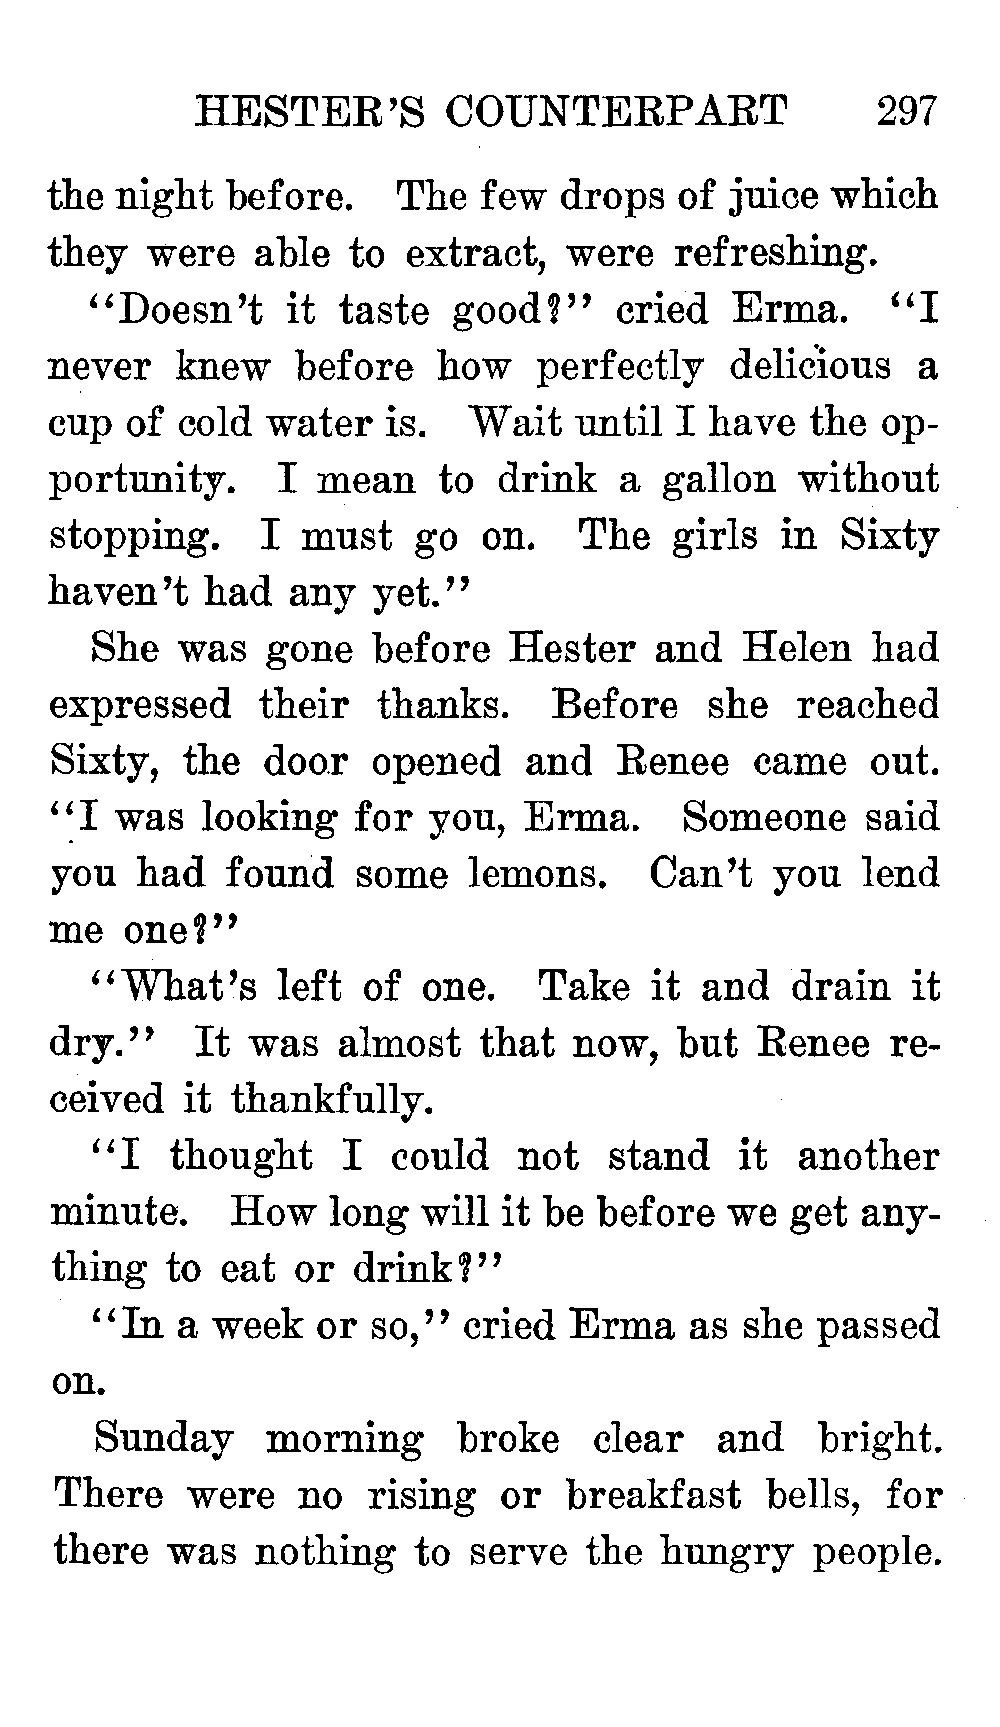 HESTER'S COUNTERPART 297
the night before. The few drops of juice which
they were able to extract, were refreshing.
"Doesn't it taste good?" cried Erma. "I
never knew before how perfectly delicious a
cup of cold water is. Wait until I have the op-
portunity. I mean to drink a gallon without
stopping. I must go on. The girls in Sixty
haven't had any yet."
She was gone before Hester and Helen had
expressed their thanks. Before she reached
Sixty, the door opened and Renee came out.
"I was looking for you, Erma. Someone said
you had found some lemons. Can't you lend
me one?"
"What's left of one. Take it and drain it
dry." It was almost that now, but Renee re-
ceived it thankfully.
"I thought I could not stand it another
minute. How long will it be before we get any-
thing to eat or drink?"
"In a week or so," cried Erma as she passed
on.
Sunday morning broke clear and bright.
There were no rising or breakfast bells, for
there was nothing to serve the hungry people.